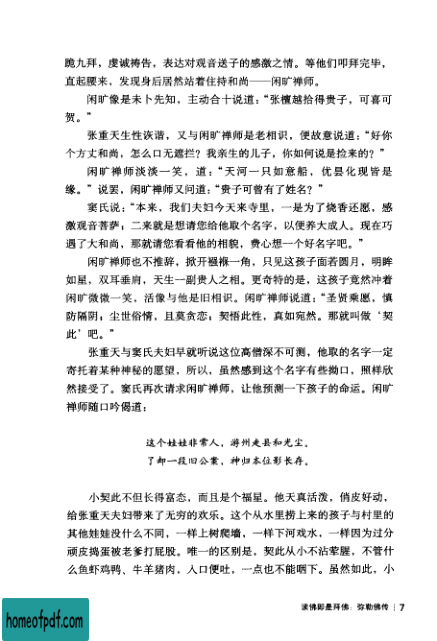 跪九拜，虔诚祷告，表达对观音送子的感激之情。等他们叩拜完毕，
直起腰来，发现身后居然站着住持和尚——闲旷禅师。
闲旷像是未卜先知，主动合十说道：“张檀越拾得贵子，可喜可
贺。”
张重天生性诙谐，又与闲旷禅师是老相识，便故意说道：“好你
个方丈和尚，怎么口无遮拦？我亲生的儿子，你如何说是捡来的？”
闲旷禅师淡淡一笑，道：“天河一只如意船，优昙化现皆是
缘。”说罢，闲旷禅师又问道：“贵子可曾有了姓名？”
窦氏说：“本来，我们夫妇今天来寺里，一是为了烧香还愿，感
激观音菩萨；二来就是想请您给他取个名字，以便养大成人。现在巧
遇了大和尚，那就请您看看他的相貌，费心想一个好名字吧。”
闲旷禅师也不推辞，掀开襁褓一角，只见这孩子面若圆月，明眸
如星，双耳垂肩，天生一副贵人之相。更奇特的是，这孩子竟然冲着
闲旷微微一笑，活像与他是旧相识。闲旷禅师说道：“圣贤乘愿，慎
防隔阴；尘世俗情，且莫贪恋；契悟此性，真如宛然。那就叫做‘契
此’吧。”
张重天与窦氏夫妇早就听说这位高僧深不可测，他取的名字一定
寄托着某种神秘的愿望，所以，虽然感到这个名字有些拗口，照样欣
然接受了。窦氏再次请求闲旷禅师，让他预测一下孩子的命运。闲旷
禅师随口吟偈道：
这个娃娃非常人，游州走县和光尘。
了却一段旧公案，神归本位影长存。
小契此不但长得富态，而且是个福星。他天真活泼，俏皮好动，
给张重天夫妇带来了无穷的欢乐。这个从水里捞上来的孩子与村里的
其他娃娃没什么不同，一样上树爬墙，一样下河戏水，一样因为过分
顽皮捣蛋被老爹打屁股。唯一的区别是，契此从小不沾荤腥，不管什
么鱼虾鸡鸭、牛羊猪肉，入口便吐，一点也不能咽下。虽然如此，小
读佛即是拜佛：弥勒佛传 | 7
homeofpdf.com